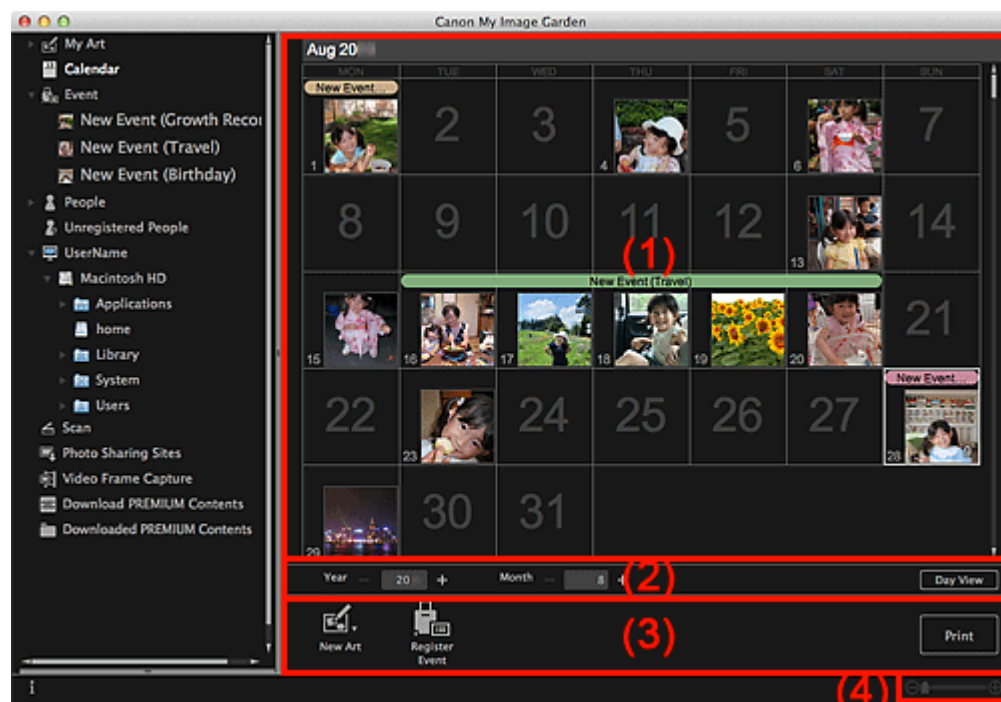 Canon My Image Garden
My Art
Calendar
Event
New Event (Growth Recor
New Event (Travel)
New Event (Birthday)
People
Unregistered People
UserName
Macintosh HD
Applications
home
Library
System
Users
Scan
Photo Sharing Sites
Video Frame Capture
Download PREMIUM Contents
Downloaded PREMIUM Contents
i
Aug 20
MON TUE WED THU FRI SAT SUN
New Event...
1 2 3 4 5 6 7
8 9 10 11 12 13 14
(1)
New Event (Travel)
15 16 17 18 19 20 21
New Event...
22 23 24 25 26 27 28
29 30 31
Year − 20 + Month − 8 + Day View
(2)
New Art Register Event Print
(3)
(4)